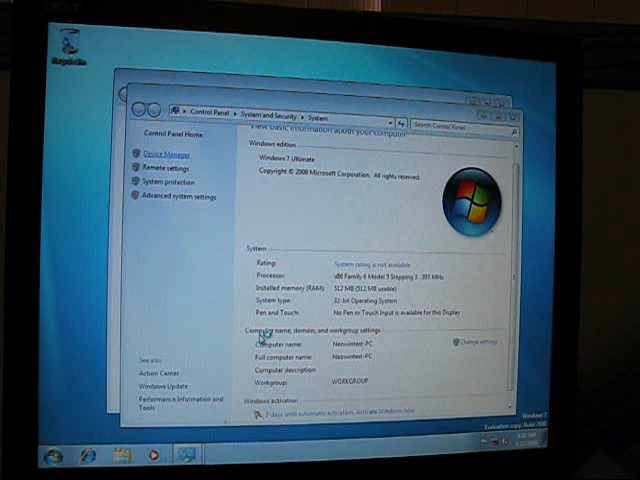 Recycle Bin
Control Panel ▸ System and Security ▸ System
Search Control Panel
Control Panel Home
View basic information about your computer
Windows edition
Device Manager
Windows 7 Ultimate
Remote settings
Copyright © 2009 Microsoft Corporation. All rights reserved.
System protection
Advanced system settings
System
Rating: System rating is not available
Processor: x86 Family 6 Model 5 Stepping 3 397 MHz
Installed memory (RAM): 512 MB (512 MB usable)
System type: 32-bit Operating System
Pen and Touch: No Pen or Touch Input is available for this Display
Computer name, domain, and workgroup settings
Computer name: Neowintest-PC
Change settings
Full computer name: Neowintest-PC
See also
Computer description:
Action Center
Workgroup: WORKGROUP
Windows Update
Performance Information and
Tools
Windows activation
3 days until automatic activation. Activate Windows now
Windows 7
Evaluation copy. Build